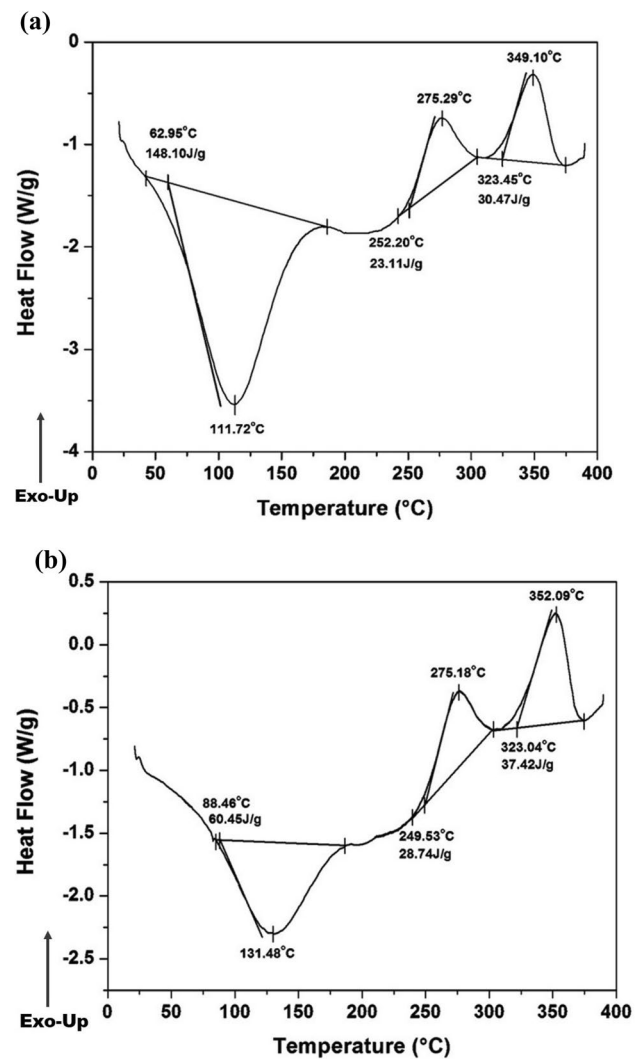 (a)
0
-1
-2
-3
-4
Heat Flow (W/g)
62.95°C
148.10J/g
111.72°C
275.29°C
252.20°C
23.11J/g
349.10°C
323.45°C
30.47J/g
0 50 100 150 200 250 300 350 400
Exo-Up
Temperature (°C)
(b)
0.5
0.0
-0.5
-1.0
-1.5
-2.0
-2.5
Heat Flow (W/g)
88.46°C
60.45J/g
131.48°C
275.18°C
249.53°C
28.74J/g
352.09°C
323.04°C
37.42J/g
0 50 100 150 200 250 300 350 400
Exo-Up
Temperature (°C)